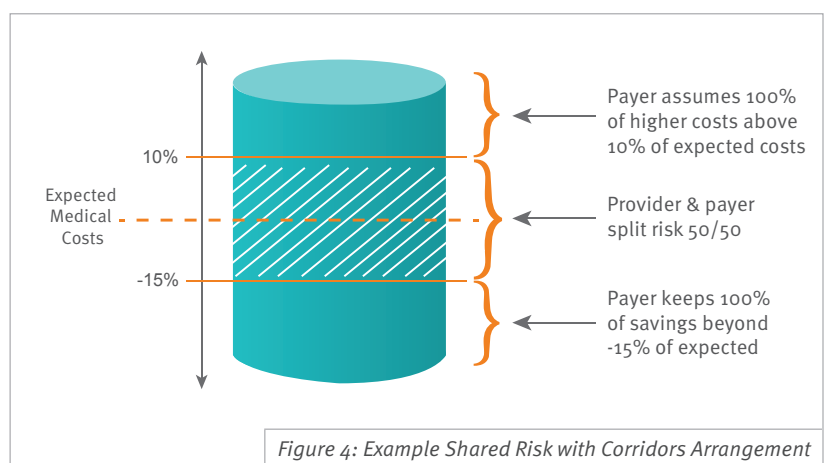 Payer assumes 100%
of higher costs above
10% of expected costs
10%
Expected
Medical
Costs
Provider & payer
split risk 50/50
-15%
Payer keeps 100%
of savings beyond
-15% of expected
Figure 4: Example Shared Risk with Corridors Arrangement